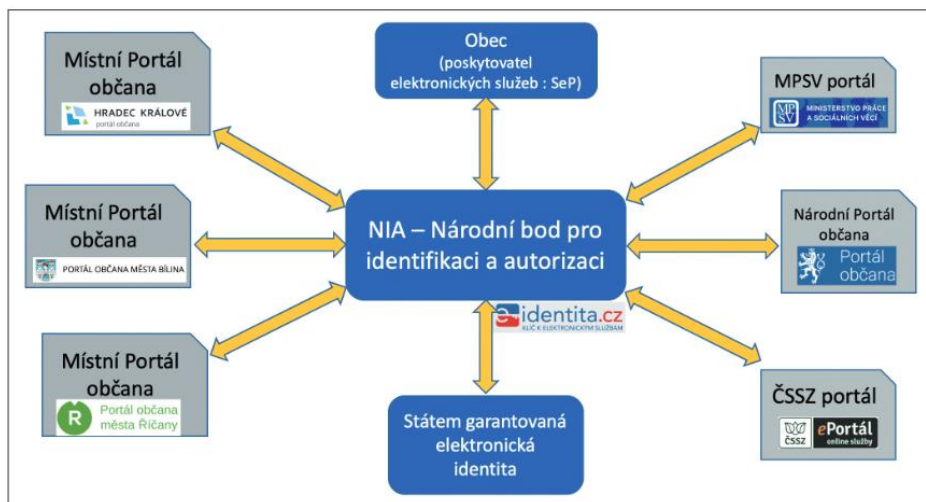 Místní Portál
občana
HRADEC KRÁLOVÉ
portál občana
Obec
(poskytovatel
elektronických služeb : SeP)
MPSV portál
MP
SV
MINISTERSTVO PRÁCE
A SOCIÁLNÍCH VĚCÍ
Místní Portál
občana
PORTÁL OBČANA MĚSTA BÍLINA
NIA – Národní bod pro
identifikaci a autorizaci
e-identita.cz
KLÍČ K ELEKTRONICKÝM SLUŽBÁM
Národní Portál
občana
Portál
občana
Místní Portál
občana
Ř
Portál občana
města Říčany
Státem garantovaná
elektronická
identita
ČSSZ portál
ČSSZ
ePortál
online služby